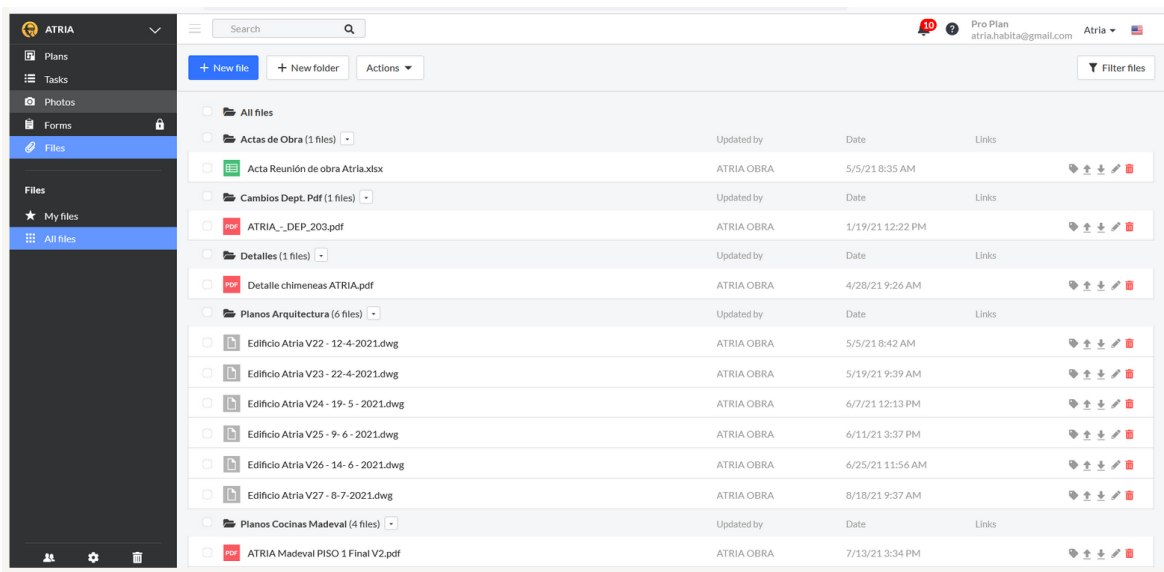 ATRIA
Search
10
Pro Plan
atria.habita@gmail.com
Atria
Plans
Tasks
Photos
Forms
Files
Files
My files
All files
+ New file
+ New folder
Actions
Filter files
All files
Actas de Obra (1 files) Updated by Date Links
Acta Reunión de obra Atria.xlsx ATRIA OBRA 5/5/21 8:35 AM
Cambios Dept. Pdf (1 files) Updated by Date Links
PDF ATRIA_-_DEP_203.pdf ATRIA OBRA 1/19/21 12:22 PM
Detalles (1 files) Updated by Date Links
PDF Detalle chimeneas ATRIA.pdf ATRIA OBRA 4/28/21 9:26 AM
Planos Arquitectura (6 files) Updated by Date Links
Edificio Atria V22 - 12-4-2021.dwg ATRIA OBRA 5/5/21 8:42 AM
Edificio Atria V23 - 22-4-2021.dwg ATRIA OBRA 5/19/21 9:39 AM
Edificio Atria V24 - 19- 5 - 2021.dwg ATRIA OBRA 6/7/21 12:13 PM
Edificio Atria V25 - 9- 6 - 2021.dwg ATRIA OBRA 6/11/21 3:37 PM
Edificio Atria V26 - 14- 6 - 2021.dwg ATRIA OBRA 6/25/21 11:56 AM
Edificio Atria V27 - 8-7-2021.dwg ATRIA OBRA 8/18/21 9:37 AM
Planos Cocinas Madeval (4 files) Updated by Date Links
PDF ATRIA Madeval PISO 1 Final V2.pdf ATRIA OBRA 7/13/21 3:34 PM